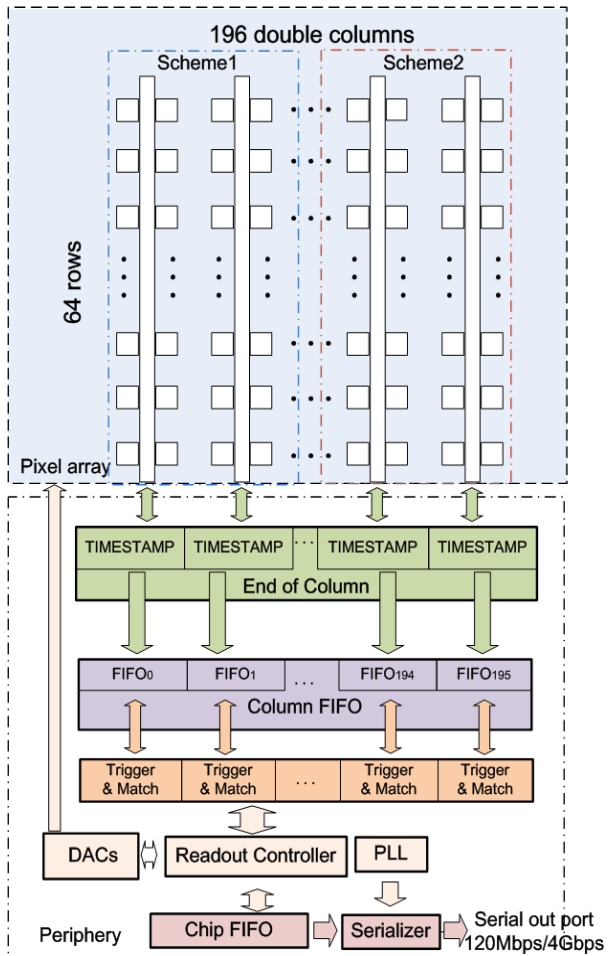 196 double columns
Scheme1 Scheme2
64 rows
Pixel array
TIMESTAMP TIMESTAMP ... TIMESTAMP TIMESTAMP
End of Column
FIFO0 FIFO1 ... FIFO194 FIFO195
Column FIFO
Trigger Trigger ... Trigger Trigger
& Match & Match & Match & Match
DACs Readout Controller PLL
Chip FIFO Serializer Serial out port
Periphery 120Mbps/4Gbps